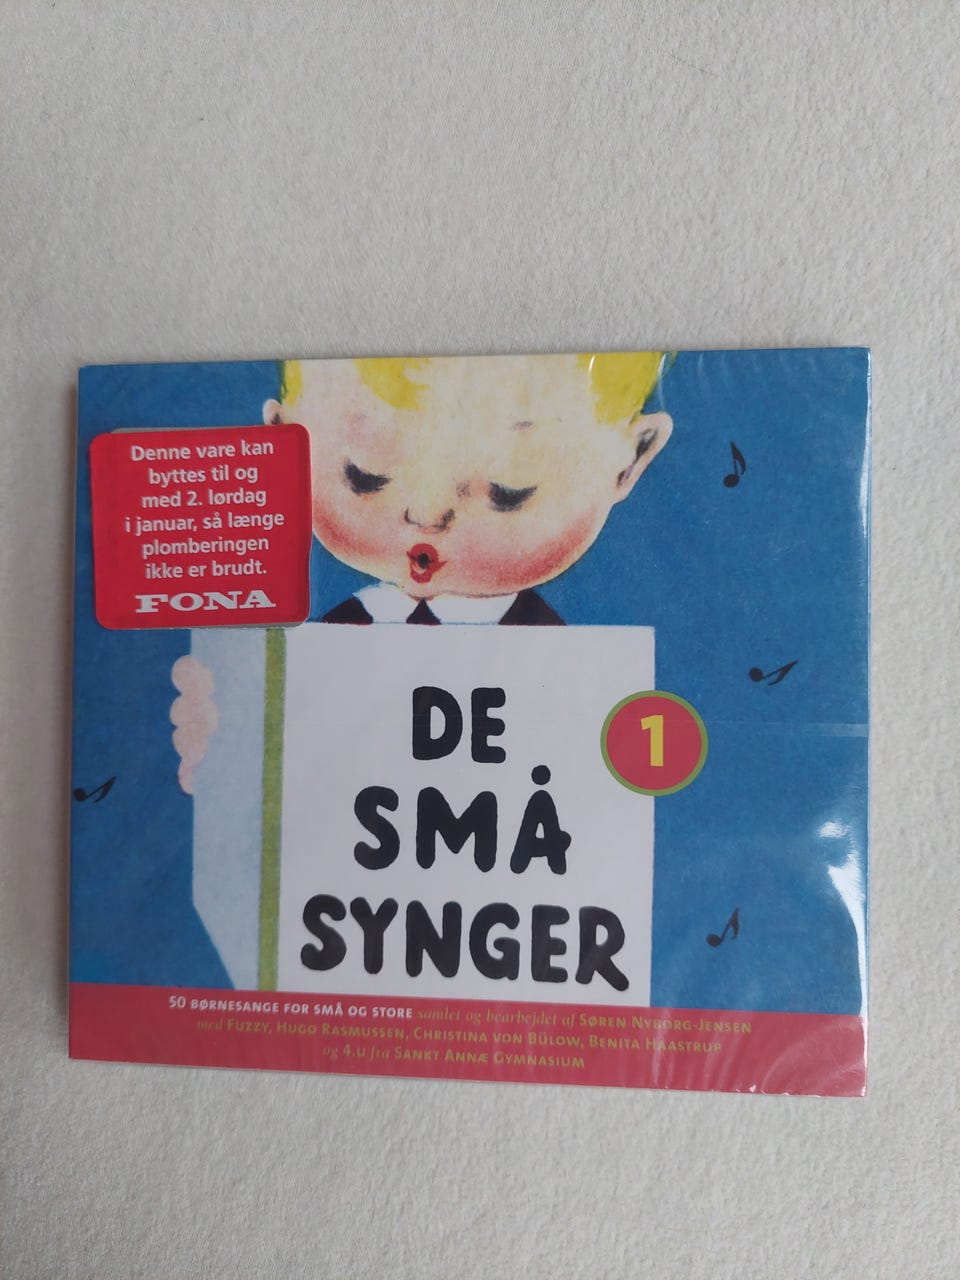 Denne vare kan
byttes til og
med 2. lørdag
i januar, så længe
plomberingen
ikke er brudt.
FONA
DE
SMÅ
SYNGER
1
50 BØRNESANGE FOR SMÅ OG STORE samlet og bearbejdet af SØREN NYBORG-JENSEN
med FUZZY, HUGO RASMUSSEN, CHRISTINA VON BÜLOW, BENITA HAASTRUP
og 4.U fra SANKT ANNÆ GYMNASIUM